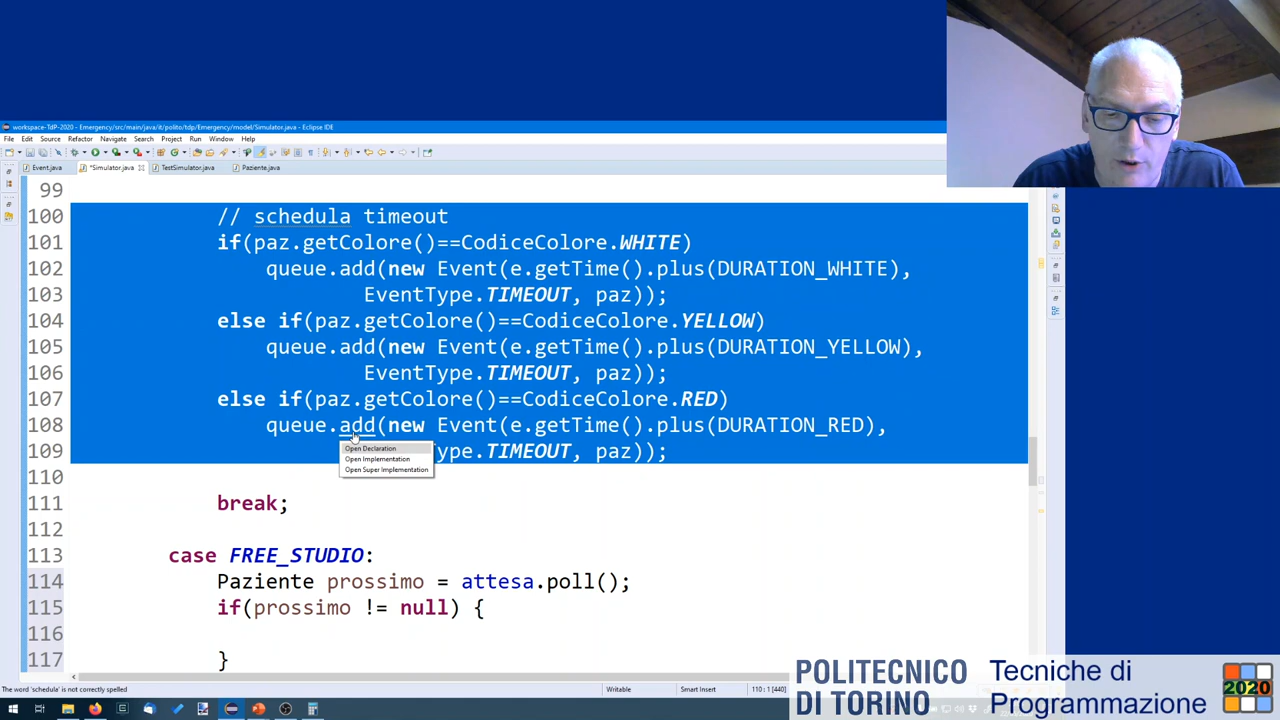 workspace-TdP-2020 - Emergency/src/main/java/it/polito/tdp/Emergency/model/Simulator.java - Eclipse IDE
File Edit Source Refactor Navigate Search Project Run Window Help
Event.java *Simulator.java TestSimulator.java Paziente.java
99
100 // schedula timeout
101 if(paz.getColore()==CodiceColore.WHITE)
102 queue.add(new Event(e.getTime().plus(DURATION_WHITE),
103 EventType.TIMEOUT, paz));
104 else if(paz.getColore()==CodiceColore.YELLOW)
105 queue.add(new Event(e.getTime().plus(DURATION_YELLOW),
106 EventType.TIMEOUT, paz));
107 else if(paz.getColore()==CodiceColore.RED)
108 queue.add(new Event(e.getTime().plus(DURATION_RED),
109 ype.TIMEOUT, paz));
Open Declaration
Open Implementation
Open Super Implementation
110
111 break;
112
113 case FREE_STUDIO:
114 Paziente prossimo = attesa.poll();
115 if(prossimo != null) {
116
117 }
The word 'schedula' is not correctly spelled Writable Smart Insert 110 : 1 [440]
POLITECNICO
DI TORINO
Tecniche di
Programmazione
2020